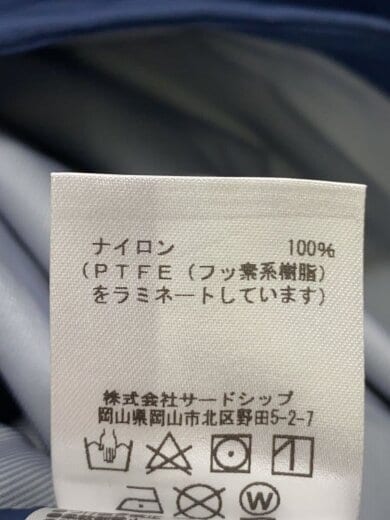 ナイロン 100%
(PTFE(フッ素系樹脂)
をラミネートしています)
株式会社サードシップ
岡山県岡山市北区野田5-2-7
W